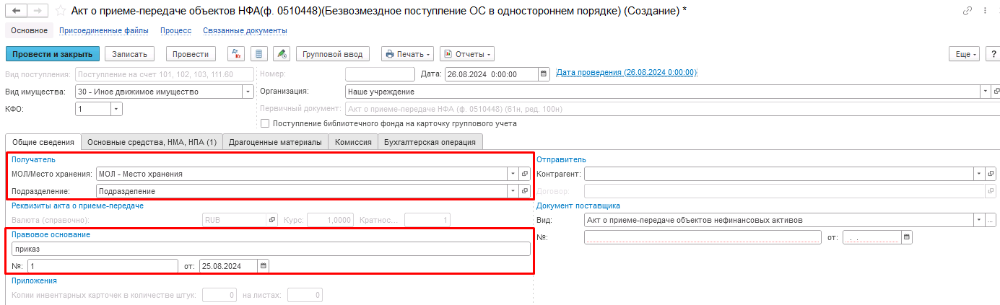 Акт о приеме-передаче объектов НФА(ф. 0510448)(Безвозмездное поступление ОС в одностороннем порядке) (Создание) *
Основное Присоединенные файлы Процесс Связанные документы
Провести и закрыть Записать Провести Дт Кт Групповой ввод Печать Отчеты Еще ?
Вид поступления: Поступление на счет 101, 102, 103, 111.60 Номер: Дата: 26.08.2024 0:00:00 Дата проведения (26.08.2024 0:00:00)
Вид имущества: 30 - Иное движимое имущество Организация: Наше учреждение
КФО: 1 Первичный документ: Акт о приеме-передаче НФА (ф. 0510448) (61н, ред. 100н)
Поступление библиотечного фонда на карточку группового учета
Общие сведения Основные средства, НМА, НПА (1) Драгоценные материалы Комиссия Бухгалтерская операция
Получатель Отправитель
МОЛ/Место хранения: МОЛ - Место хранения Контрагент:
Подразделение: Подразделение Договор:
Реквизиты акта о приеме-передаче Документ поставщика
Валюта (справочно): RUB Курс: 1,0000 Кратнос... 1 Вид: Акт о приеме-передаче объектов нефинансовых активов ...
Правовое основание №: от: . .
приказ
№: 1 от: 25.08.2024
Приложения
Копии инвентарных карточек в количестве штук: 0 на листах: 0